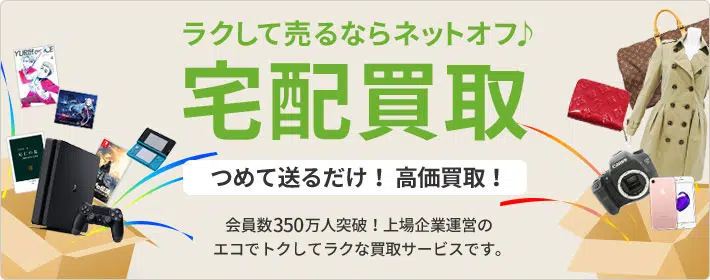 ラクして売るならネットオフ♪
宅配買取
つめて送るだけ！高価買取！
会員数350万人突破！上場企業運営の
エコでトクしてラクな買取サービスです。
Canon